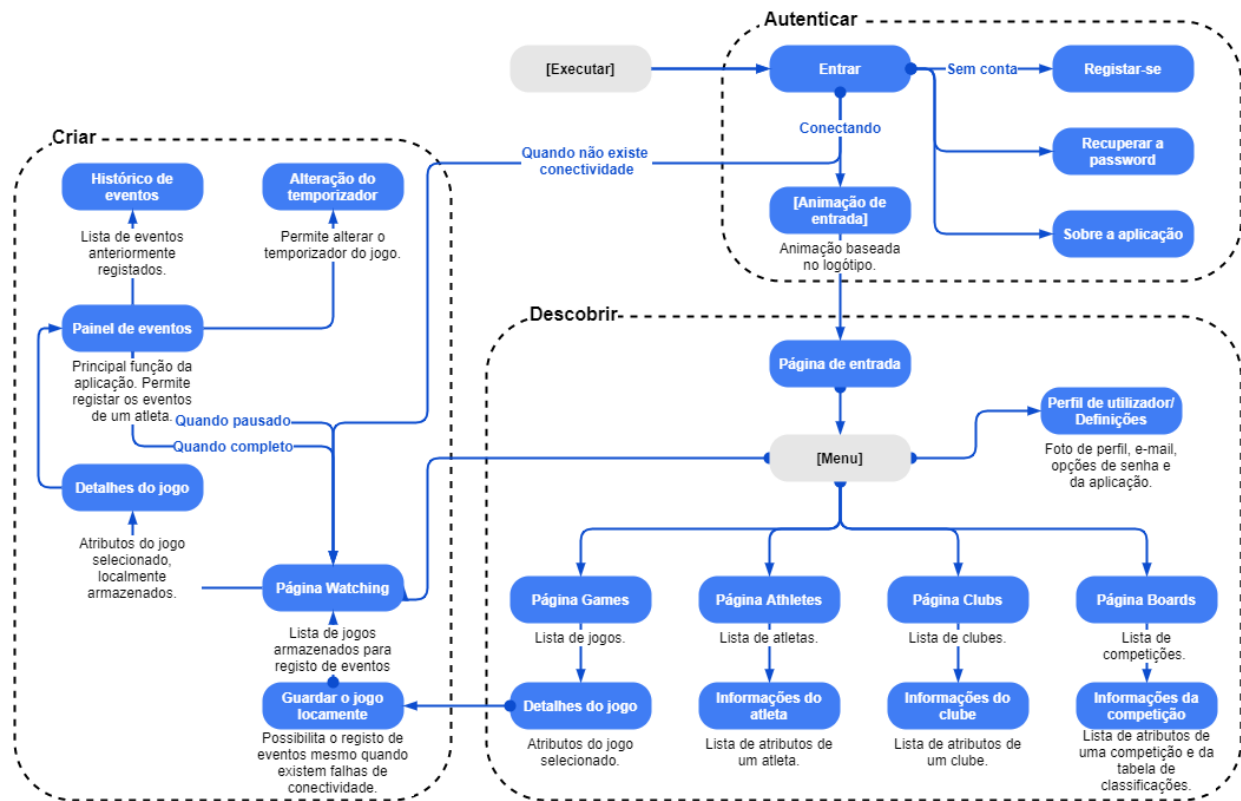 Autenticar
[Executar]
Entrar
Sem conta
Registar-se
Conectando
Recuperar a
password
[Animação de
entrada]
Animação baseada
no logótipo.
Sobre a aplicação
Criar
Quando não existe
conectividade
Histórico de
eventos
Lista de eventos
anteriormente
registados.
Alteração do
temporizador
Permite alterar o
temporizador do jogo.
Painel de eventos
Principal função da
aplicação. Permite
registar os eventos
de um atleta.
Quando pausado
Quando completo
Detalhes do jogo
Atributos do jogo
selecionado,
localmente
armazenados.
Página Watching
Lista de jogos
armazenados para
registo de eventos
Guardar o jogo
localmente
Possibilita o registo de
eventos mesmo quando
existem falhas de
conectividade.
Descobrir
Página de entrada
[Menu]
Perfil de utilizador/
Definições
Foto de perfil, e-mail,
opções de senha e
da aplicação.
Página Games
Lista de jogos.
Detalhes do jogo
Atributos do jogo
selecionado.
Página Athletes
Lista de atletas.
Informações do
atleta
Lista de atributos de
um atleta.
Página Clubs
Lista de clubes.
Informações do
clube
Lista de atributos de
um clube.
Página Boards
Lista de
competições.
Informações da
competição
Lista de atributos de
uma competição e da
tabela de
classificações.